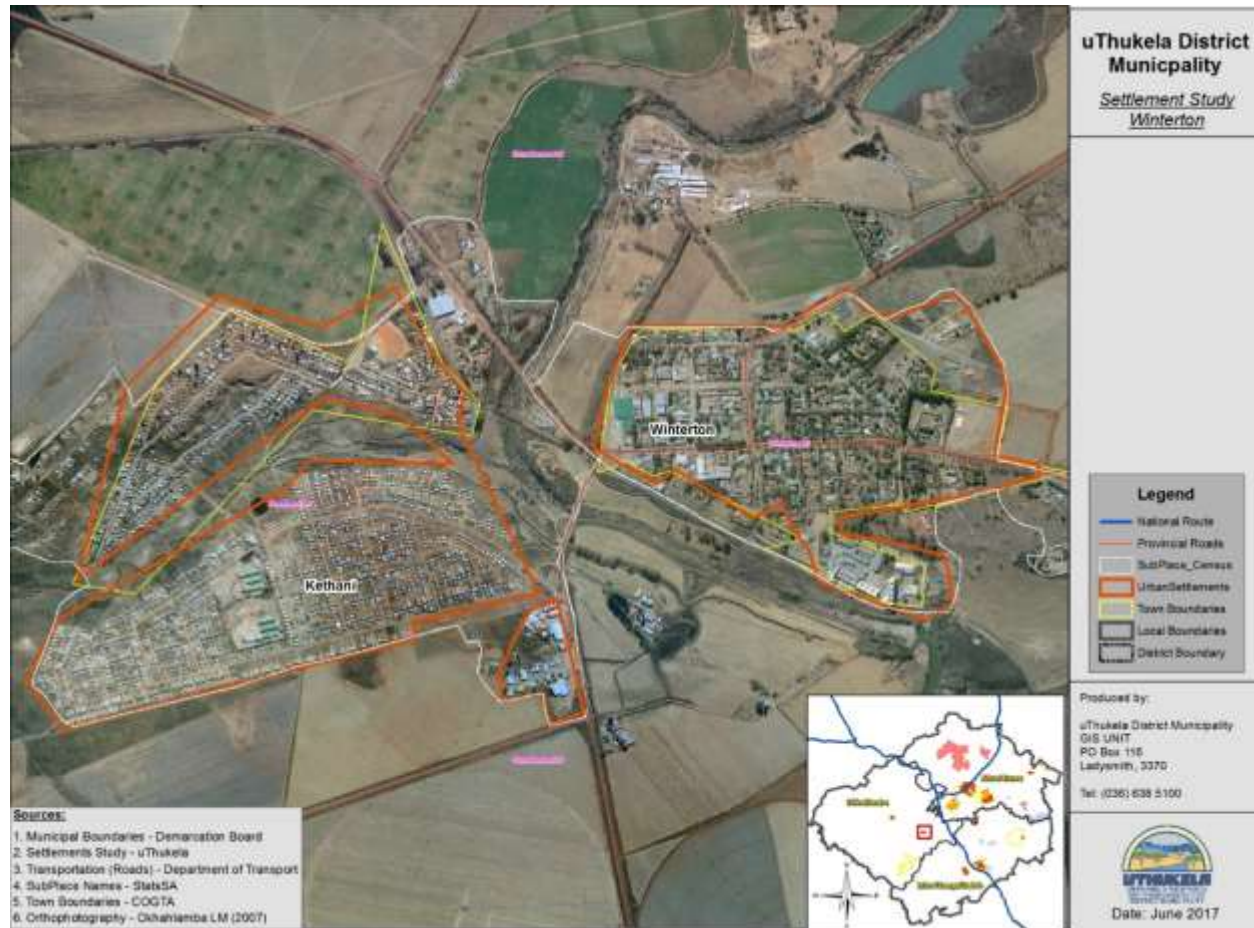 uThukela District
Municpality
Settlement Study
Winterton
Winterton
Kethani
Legend
National Route
Provincial Roads
SubPlace_Census
UrbanSettlements
Town Boundaries
Local Boundaries
District Boundary
Produced by:
uThukela District Municipality
GIS UNIT
PO Box 116
Ladysmith, 3370
Tel: (036) 638 5100
UTHUKELA
Date: June 2017
Sources:
1. Municipal Boundaries - Demarcation Board
2. Settlements Study - uThukela
3. Transportation (Roads) - Department of Transport
4. SubPlace Names - StatsSA
5. Town Boundaries - COGTA
6. Orthophotography - Okhahlamba LM (2007)